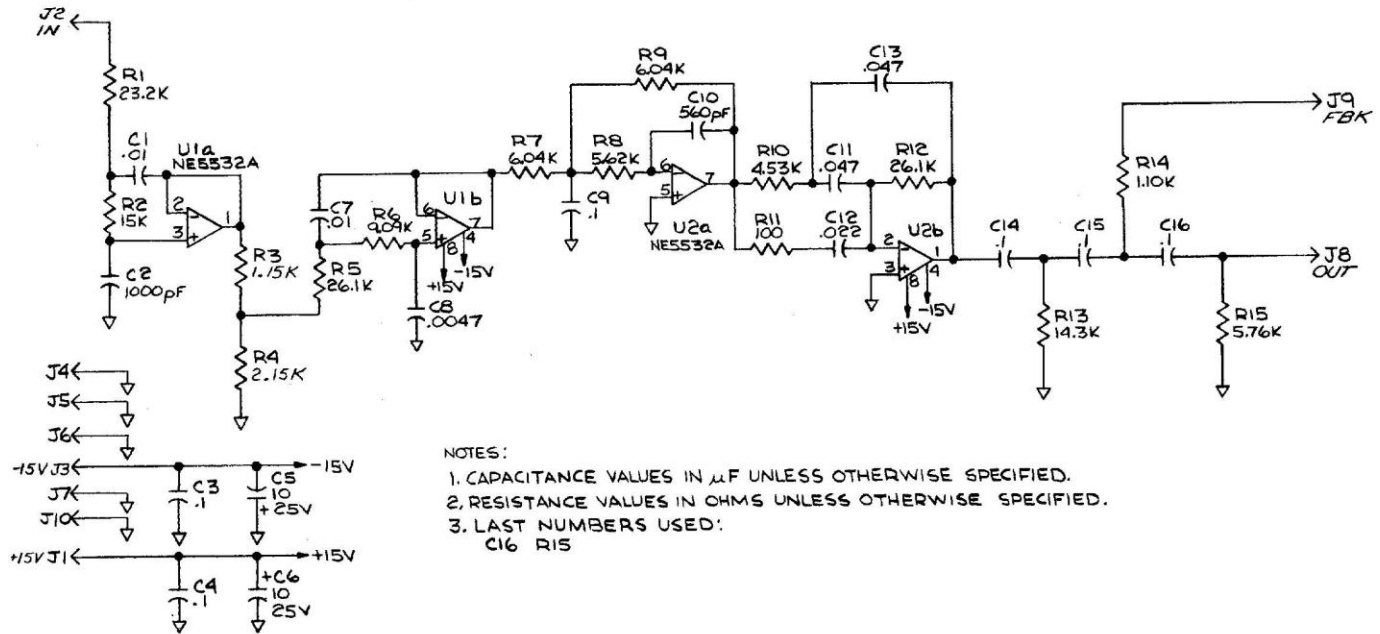 J2
IN
R1
23.2K
C1
.01
U1a
NE5532A
2
3
1
R2
15K
C2
1000pF
R3
1.15K
R4
2.15K
C7
.01
R6
9.09K
R5
26.1K
U1b
6
5
7
8
4
-15V
+15V
C8
.0047
R7
6.04K
R9
6.04K
C10
560pF
R8
5.62K
C9
.1
6
5
7
U2a
NE5532A
C13
.047
R10
4.53K
C11
.047
R12
26.1K
R11
100
C12
.022
U2b
2
3
1
8
4
-15V
+15V
C14
.1
C15
.1
C16
.1
R13
14.3K
R14
1.10K
R15
5.76K
J9
FBK
J8
OUT
J4
J5
J6
-15V J3
-15V
J7
J10
C3
.1
C5
10
+25V
+15V J1
+15V
C4
.1
+C6
10
25V
NOTES:
1. CAPACITANCE VALUES IN µF UNLESS OTHERWISE SPECIFIED.
2, RESISTANCE VALUES IN OHMS UNLESS OTHERWISE SPECIFIED.
3. LAST NUMBERS USED:
C16 R15